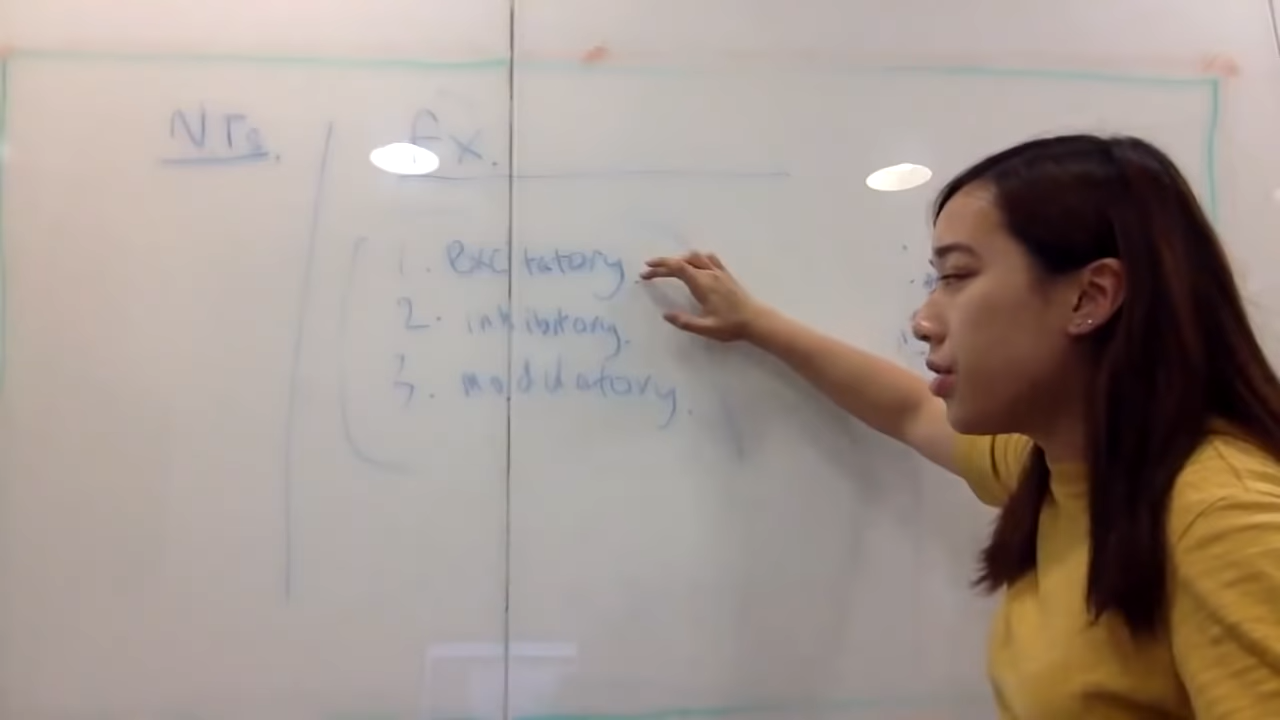 NTs.
fx.
1. Excitatory.
2. inhibitory.
3. modulatory.